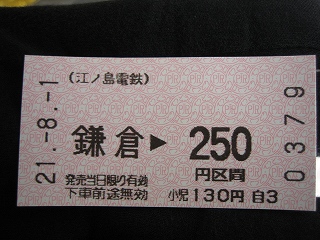 21.-8.-1
(江ノ島電鉄)
鎌倉▶250
円区間
発売当日限り有効
下車前途無効
小児130円 自3
0379